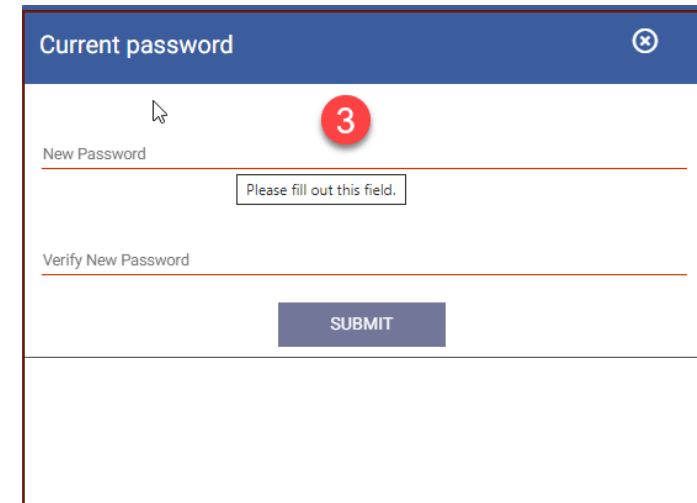 Current password
3
New Password
Please fill out this field.
Verify New Password
SUBMIT